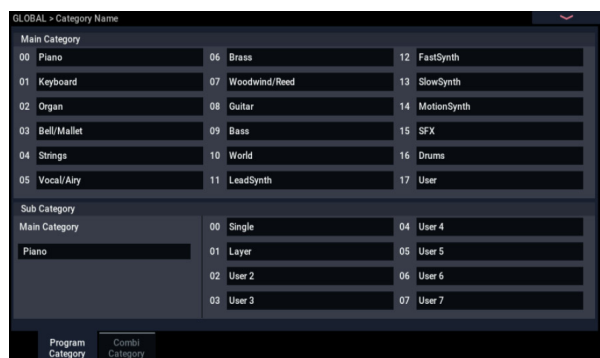 GLOBAL > Category Name
Main Category
00 Piano 06 Brass 12 FastSynth
01 Keyboard 07 Woodwind/Reed 13 SlowSynth
02 Organ 08 Guitar 14 MotionSynth
03 Bell/Mallet 09 Bass 15 SFX
04 Strings 10 World 16 Drums
05 Vocal/Airy 11 LeadSynth 17 User
Sub Category
Main Category 00 Single 04 User 4
Piano 01 Layer 05 User 5
02 User 2 06 User 6
03 User 3 07 User 7
Program Combi
Category Category